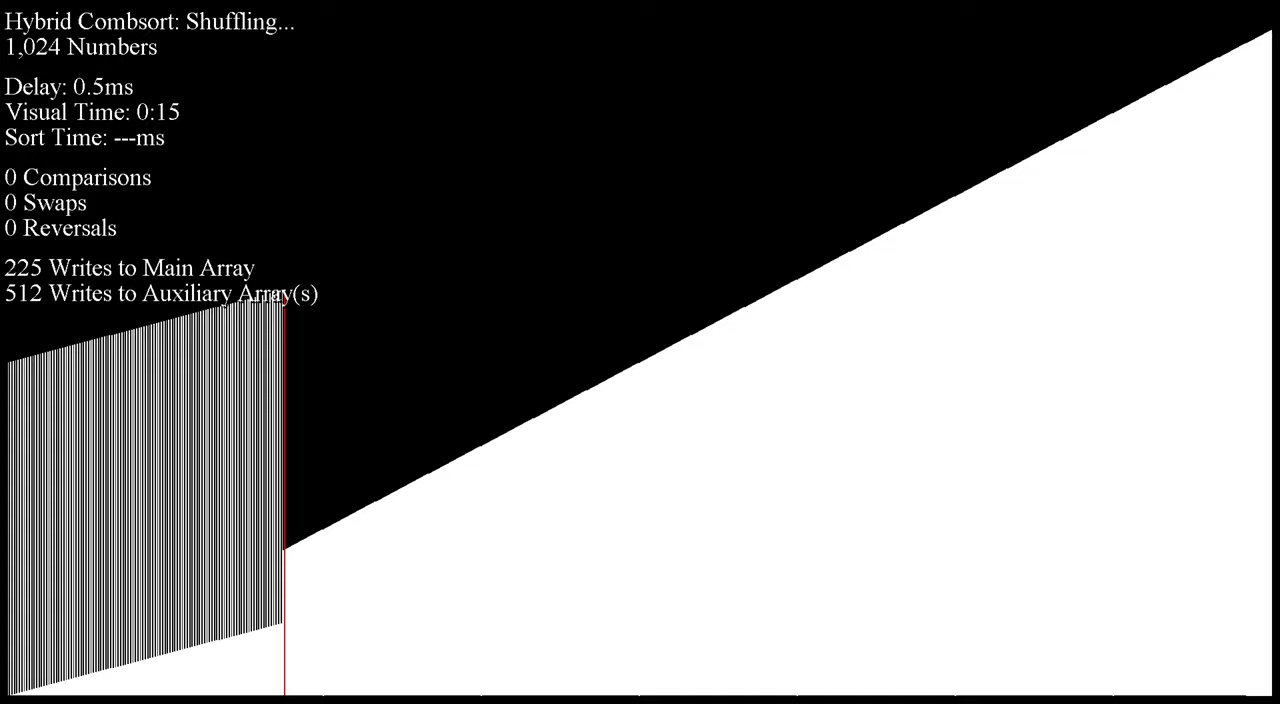 Hybrid Combsort: Shuffling...
1,024 Numbers
Delay: 0.5ms
Visual Time: 0:15
Sort Time: ---ms
0 Comparisons
0 Swaps
0 Reversals
225 Writes to Main Array
512 Writes to Auxiliary Array(s)